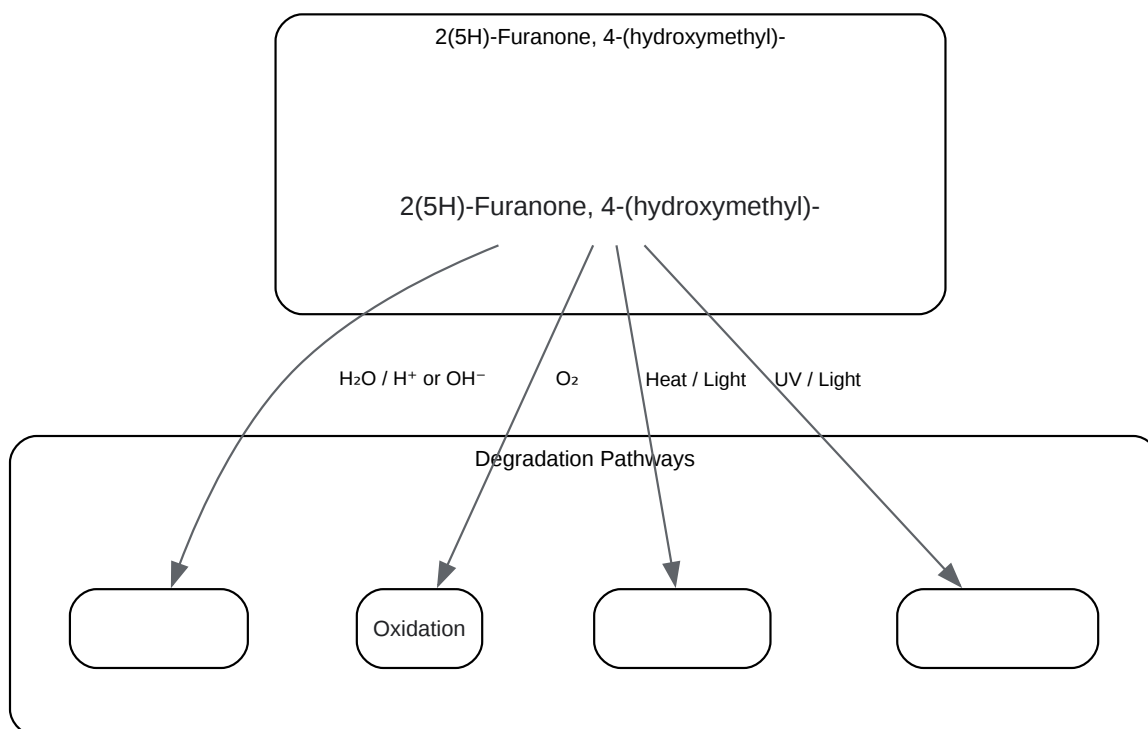 2(5H)-Furanone, 4-(hydroxymethyl)-
2(5H)-Furanone, 4-(hydroxymethyl)-
H₂O / H⁺ or OH⁻
O₂
Heat / Light
UV / Light
Degradation Pathways
Oxidation